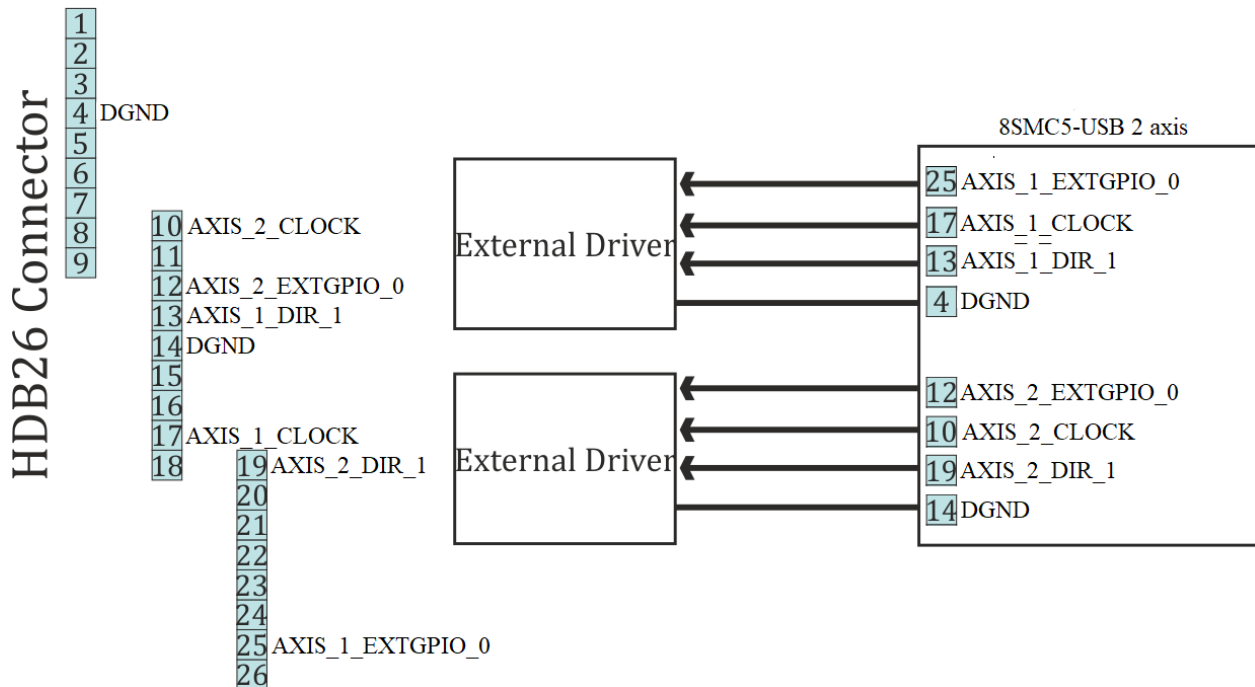 HDB26 Connector
1
2
3
4 DGND
5
6
7
8
9
10 AXIS_2_CLOCK
11
12 AXIS_2_EXTGPIO_0
13 AXIS_1_DIR_1
14 DGND
15
16
17 AXIS_1_CLOCK
18
19 AXIS_2_DIR_1
20
21
22
23
24
25 AXIS_1_EXTGPIO_0
26
External Driver
External Driver
8SMC5-USB 2 axis
25 AXIS_1_EXTGPIO_0
17 AXIS_1_CLOCK
13 AXIS_1_DIR_1
4 DGND
12 AXIS_2_EXTGPIO_0
10 AXIS_2_CLOCK
19 AXIS_2_DIR_1
14 DGND